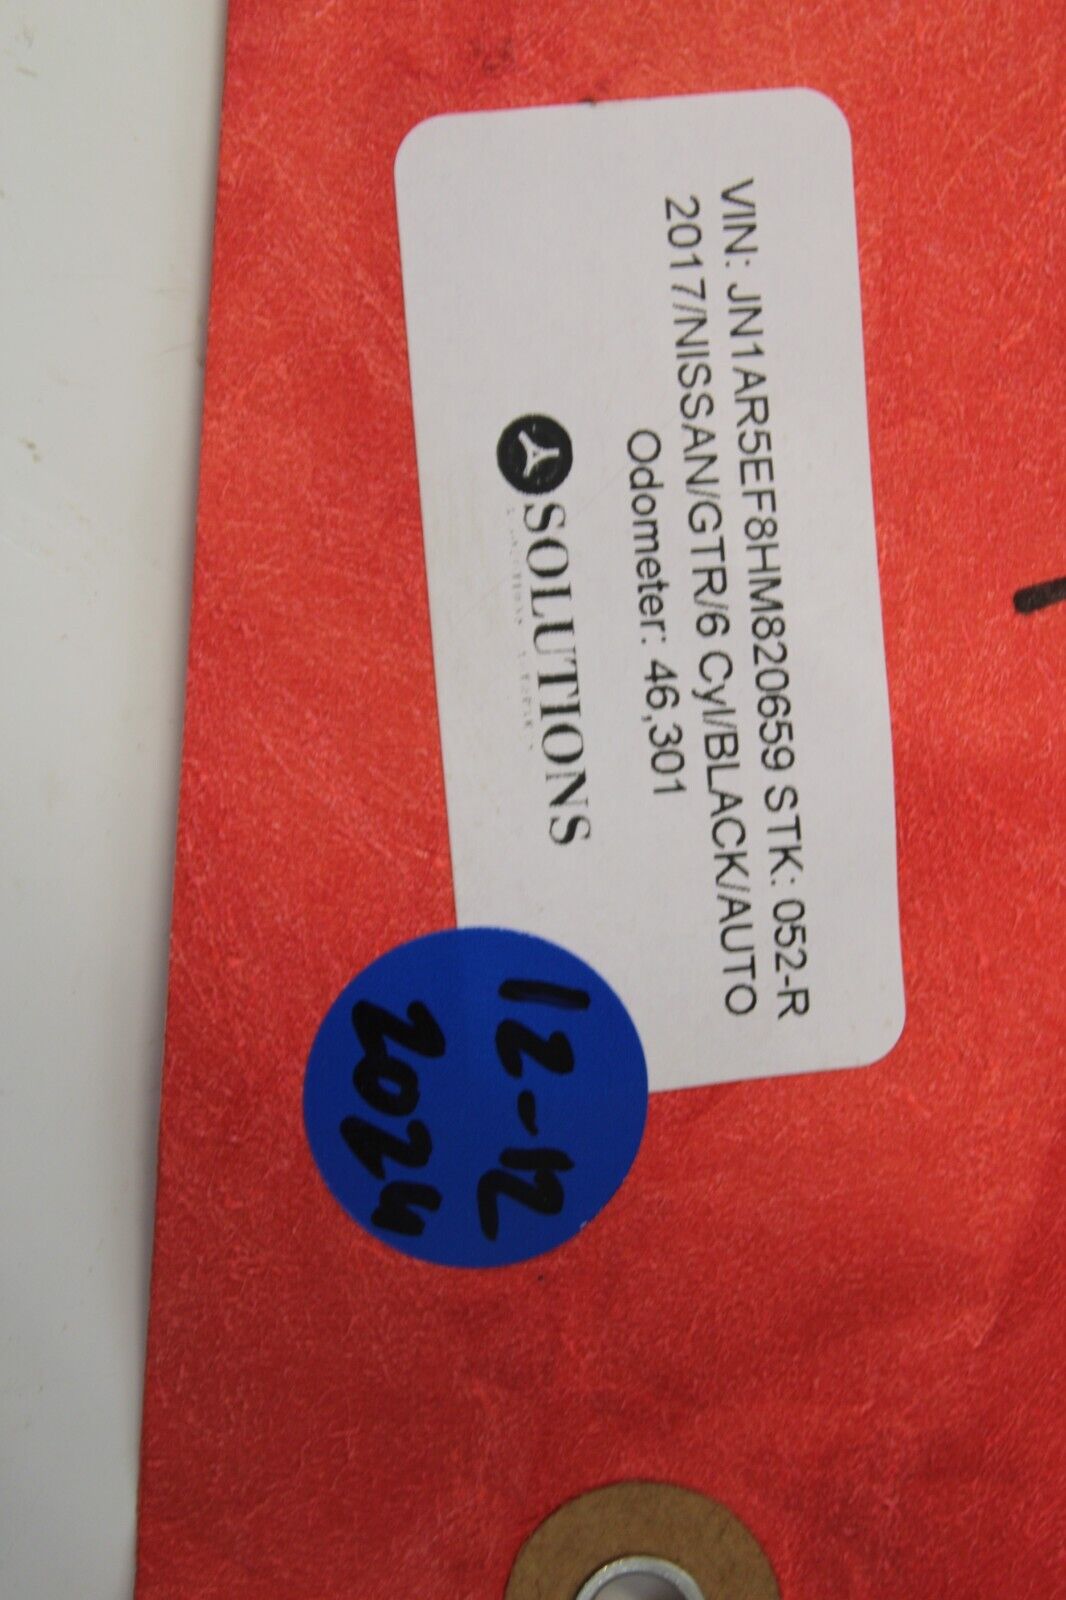 VIN: JN1AR5EF8HM820659 STK: 052-R
2017/NISSAN/GTR/6 Cyl/BLACK/AUTO
Odometer: 46,301
SOLUTIONS
12-12
2024